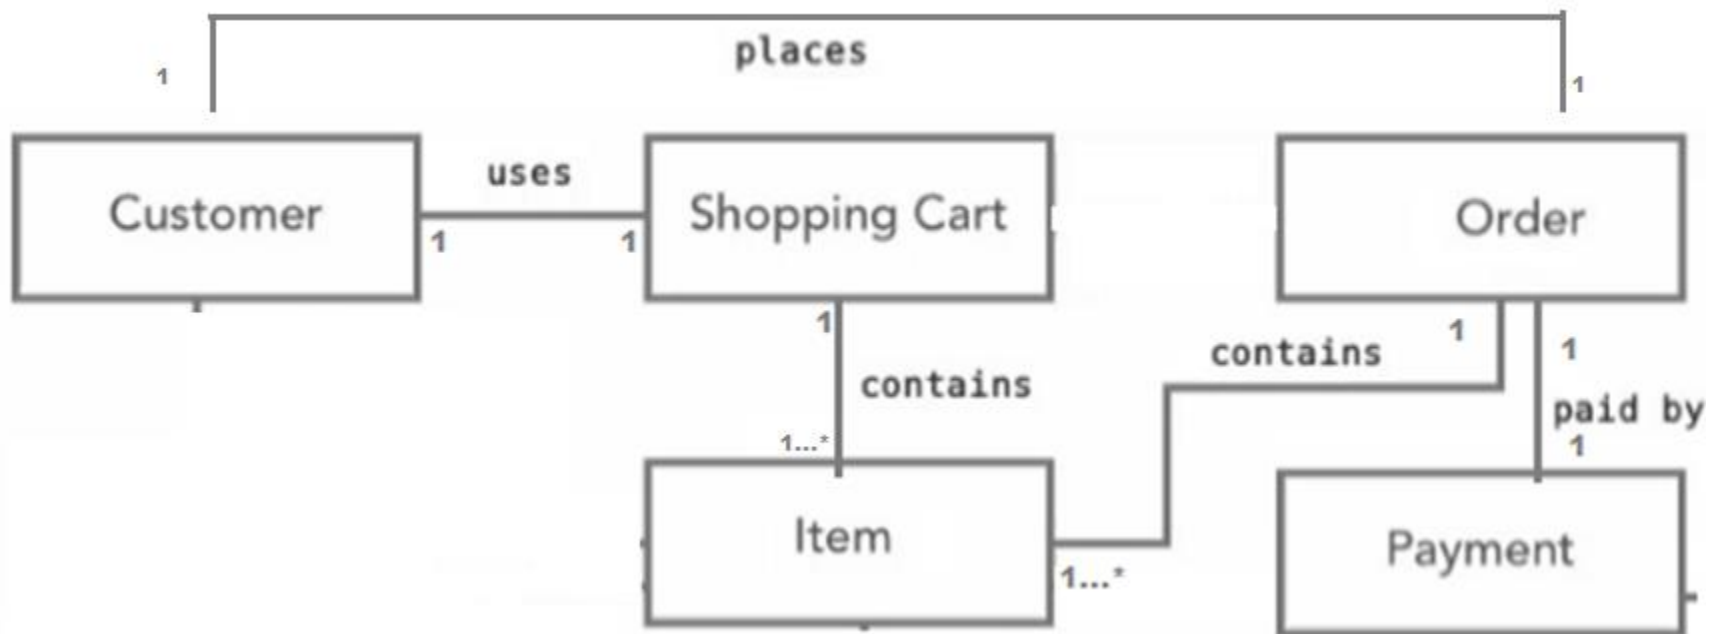 places
1
1
uses
Customer
Shopping Cart
Order
1
1
1
1
contains
1
contains
paid by
1...*
1
Item
Payment
1...*